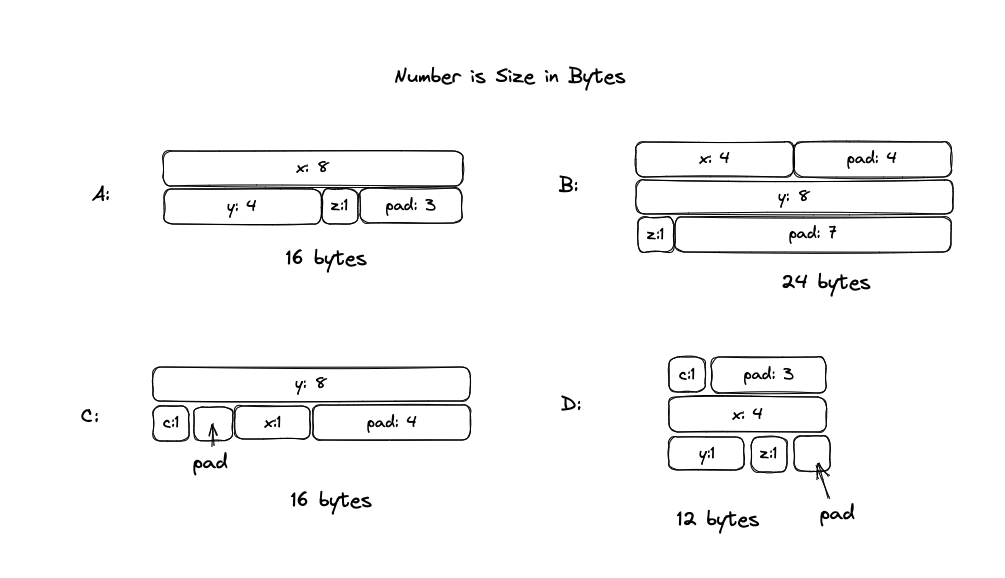 Number is Size in Bytes
A:
x: 8
y: 4 z:1 pad: 3
16 bytes
B:
x: 4 pad: 4
y: 8
z:1 pad: 7
24 bytes
C:
y: 8
c:1 x:1 pad: 4
pad
16 bytes
D:
c:1 pad: 3
x: 4
y:1 z:1
pad
12 bytes